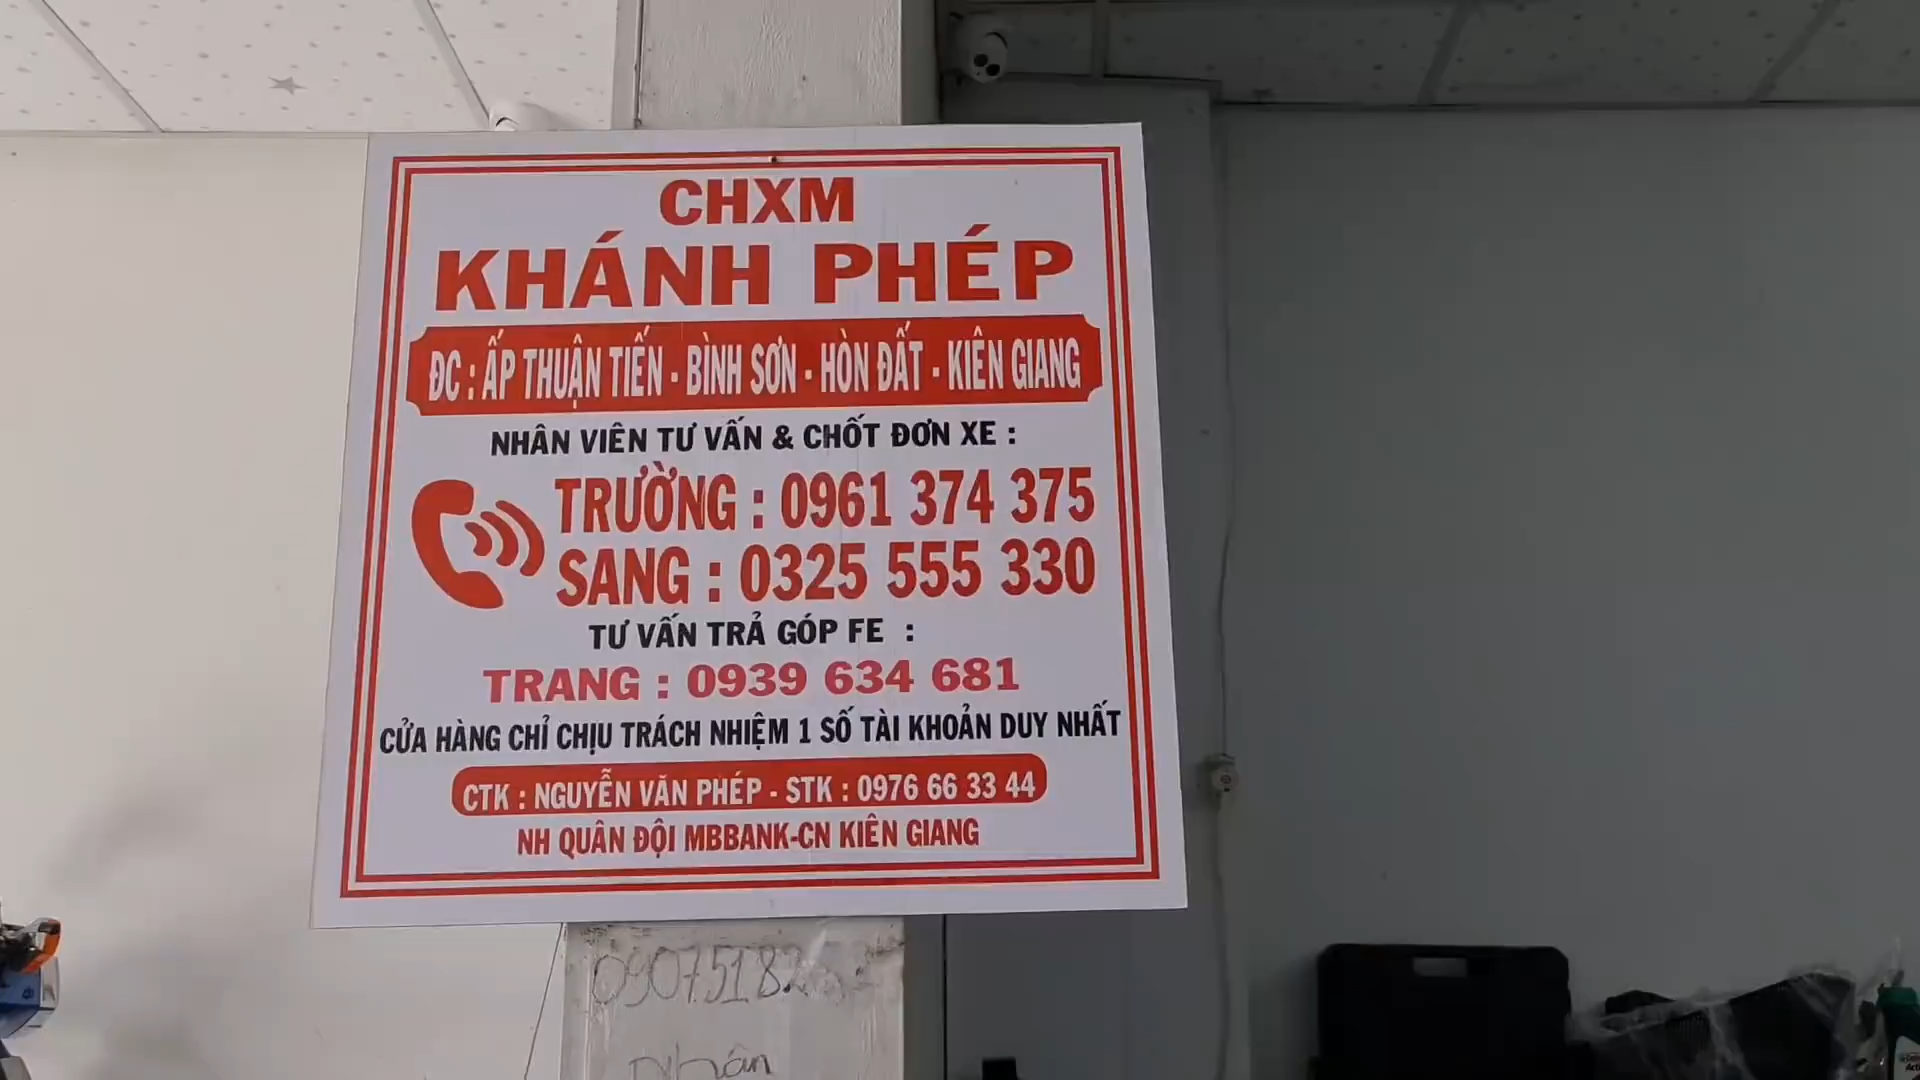 CHXM
KHÁNH PHÉP
ĐC : ẤP THUẬN TIẾN - BÌNH SƠN - HÒN ĐẤT - KIÊN GIANG
NHÂN VIÊN TƯ VẤN & CHỐT ĐƠN XE :
TRƯỜNG : 0961 374 375
SANG : 0325 555 330
TƯ VẤN TRẢ GÓP FE :
TRANG : 0939 634 681
CỬA HÀNG CHỈ CHỊU TRÁCH NHIỆM 1 SỐ TÀI KHOẢN DUY NHẤT
CTK : NGUYỄN VĂN PHÉP - STK : 0976 66 33 44
NH QUÂN ĐỘI MBBANK-CN KIÊN GIANG